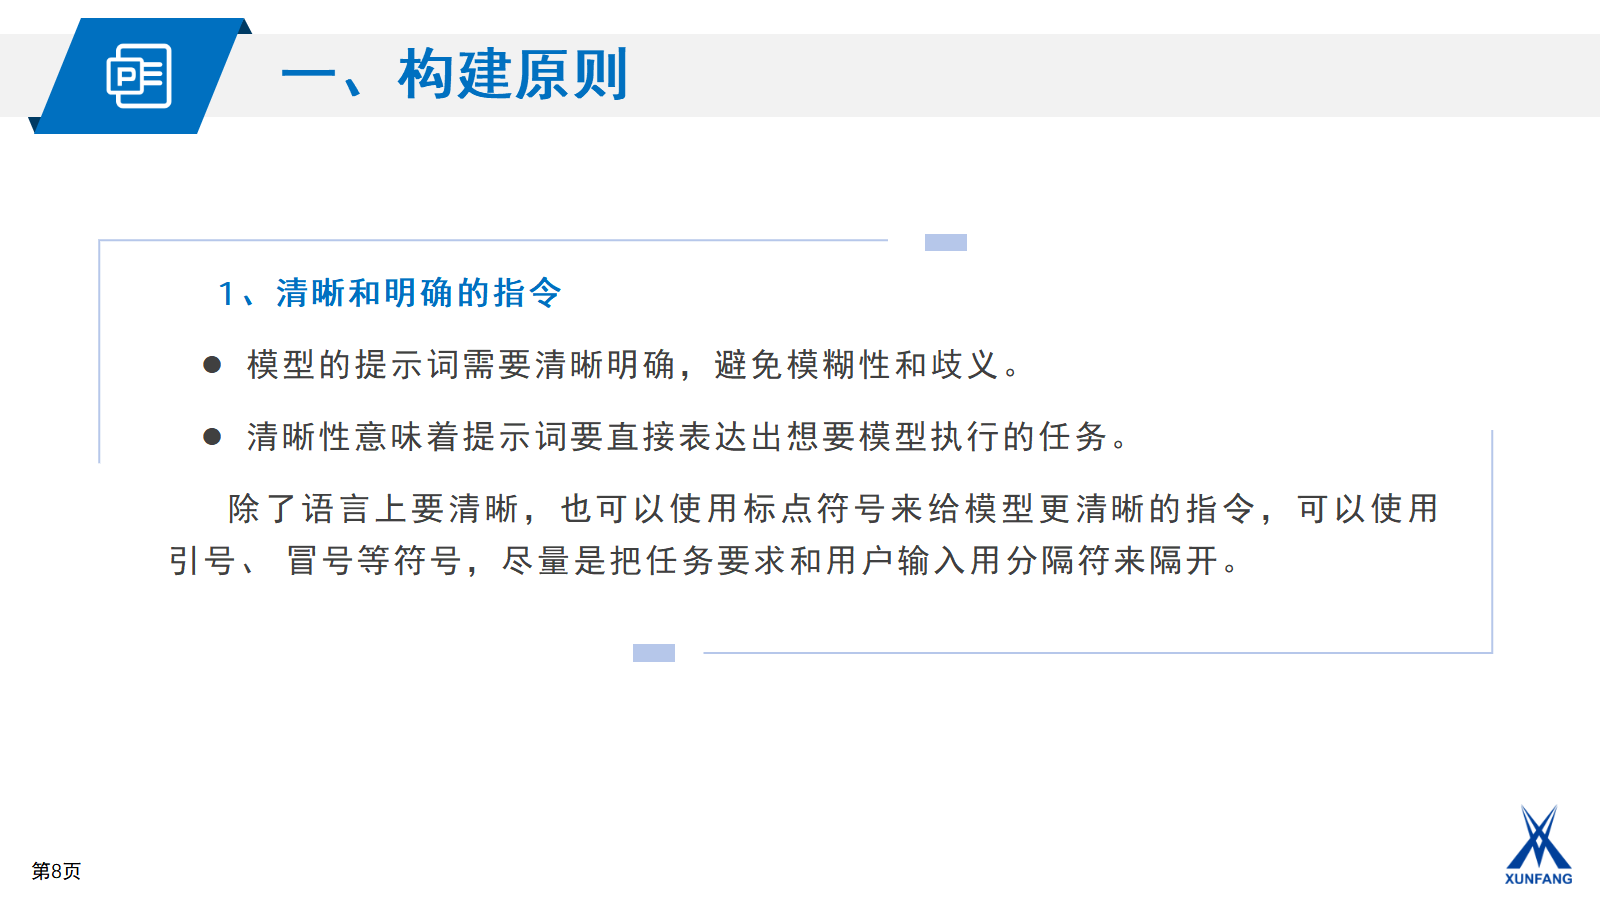 一、构建原则
1、清晰和明确的指令
● 模型的提示词需要清晰明确，避免模糊性和歧义。
● 清晰性意味着提示词要直接表达出想要模型执行的任务。
除了语言上要清晰，也可以使用标点符号来给模型更清晰的指令，可以使用
引号、 冒号等符号，尽量是把任务要求和用户输入用分隔符来隔开。
第8页
XUNFANG